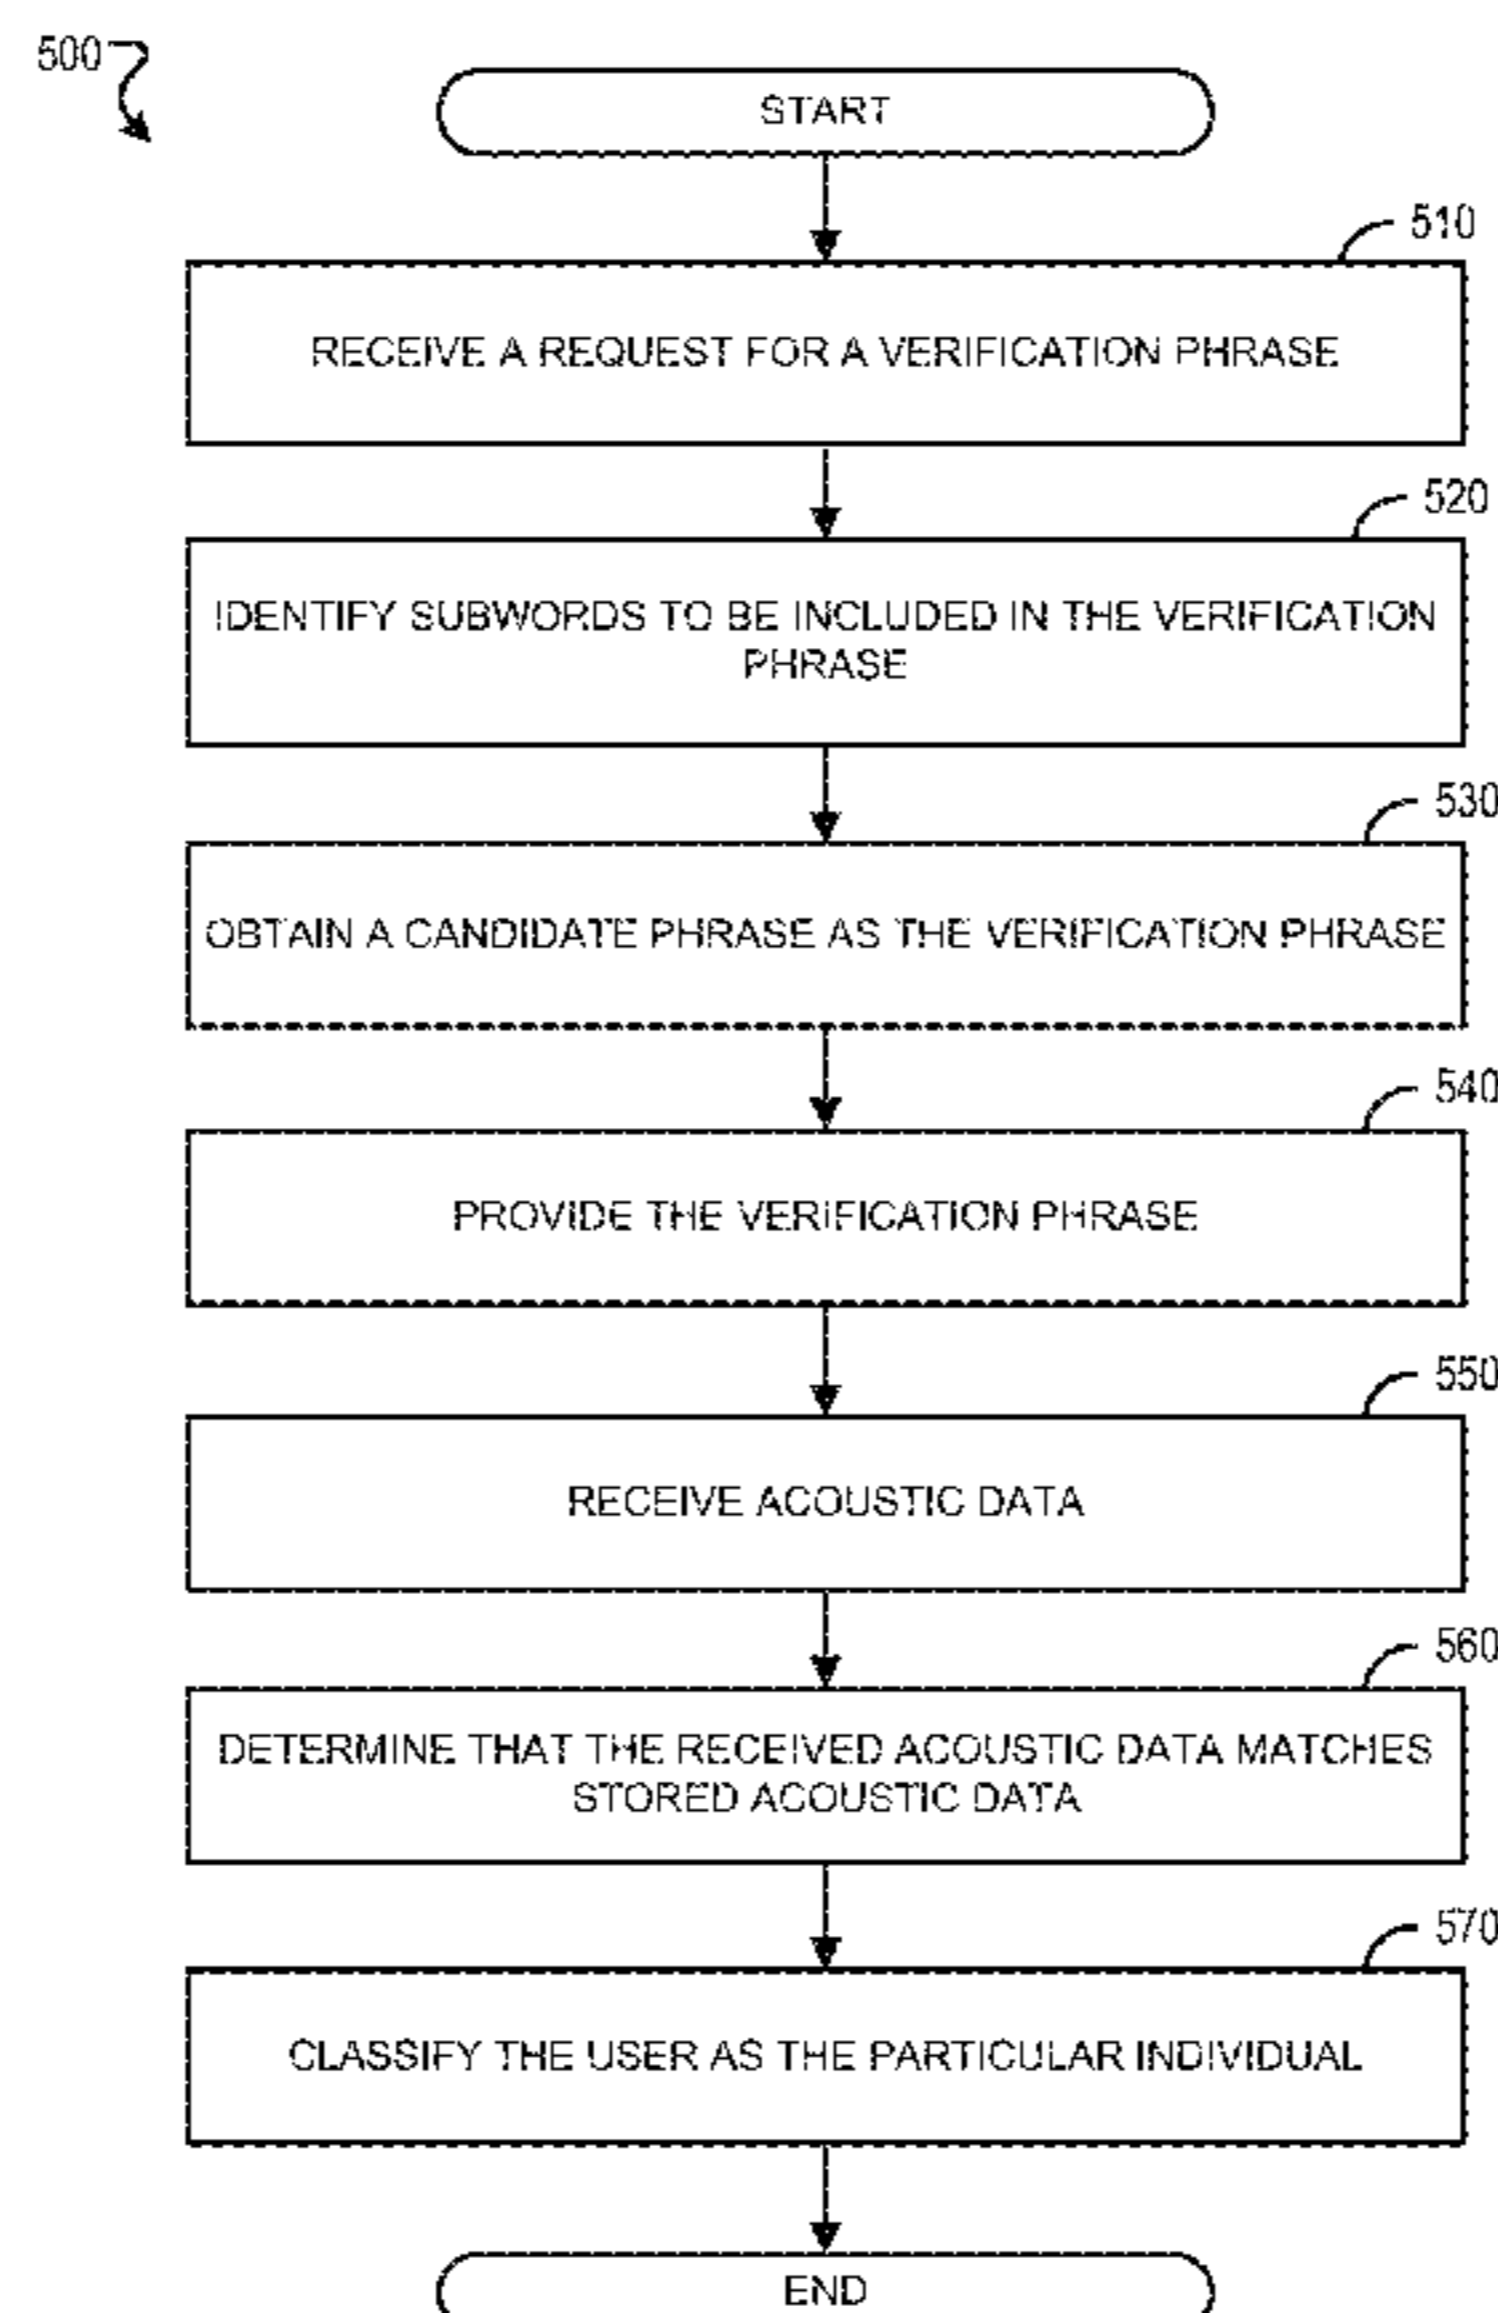 500
START
510
RECEIVE A REQUEST FOR A VERIFICATION PHRASE
520
IDENTIFY SUBWORDS TO BE INCLUDED IN THE VERIFICATION
PHRASE
530
OBTAIN A CANDIDATE PHRASE AS THE VERIFICATION PHRASE
540
PROVIDE THE VERIFICATION PHRASE
550
RECEIVE ACOUSTIC DATA
560
DETERMINE THAT THE RECEIVED ACOUSTIC DATA MATCHES
STORED ACOUSTIC DATA
570
CLASSIFY THE USER AS THE PARTICULAR INDIVIDUAL
END